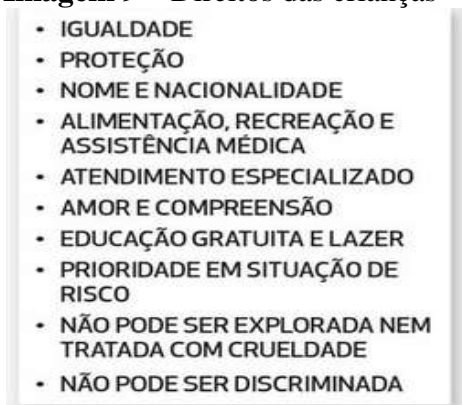 • IGUALDADE
• PROTEÇÃO
• NOME E NACIONALIDADE
• ALIMENTAÇÃO, RECREAÇÃO E
ASSISTÊNCIA MÉDICA
• ATENDIMENTO ESPECIALIZADO
• AMOR E COMPREENSÃO
• EDUCAÇÃO GRATUITA E LAZER
• PRIORIDADE EM SITUAÇÃO DE
RISCO
• NÃO PODE SER EXPLORADA NEM
TRATADA COM CRUELDADE
• NÃO PODE SER DISCRIMINADA